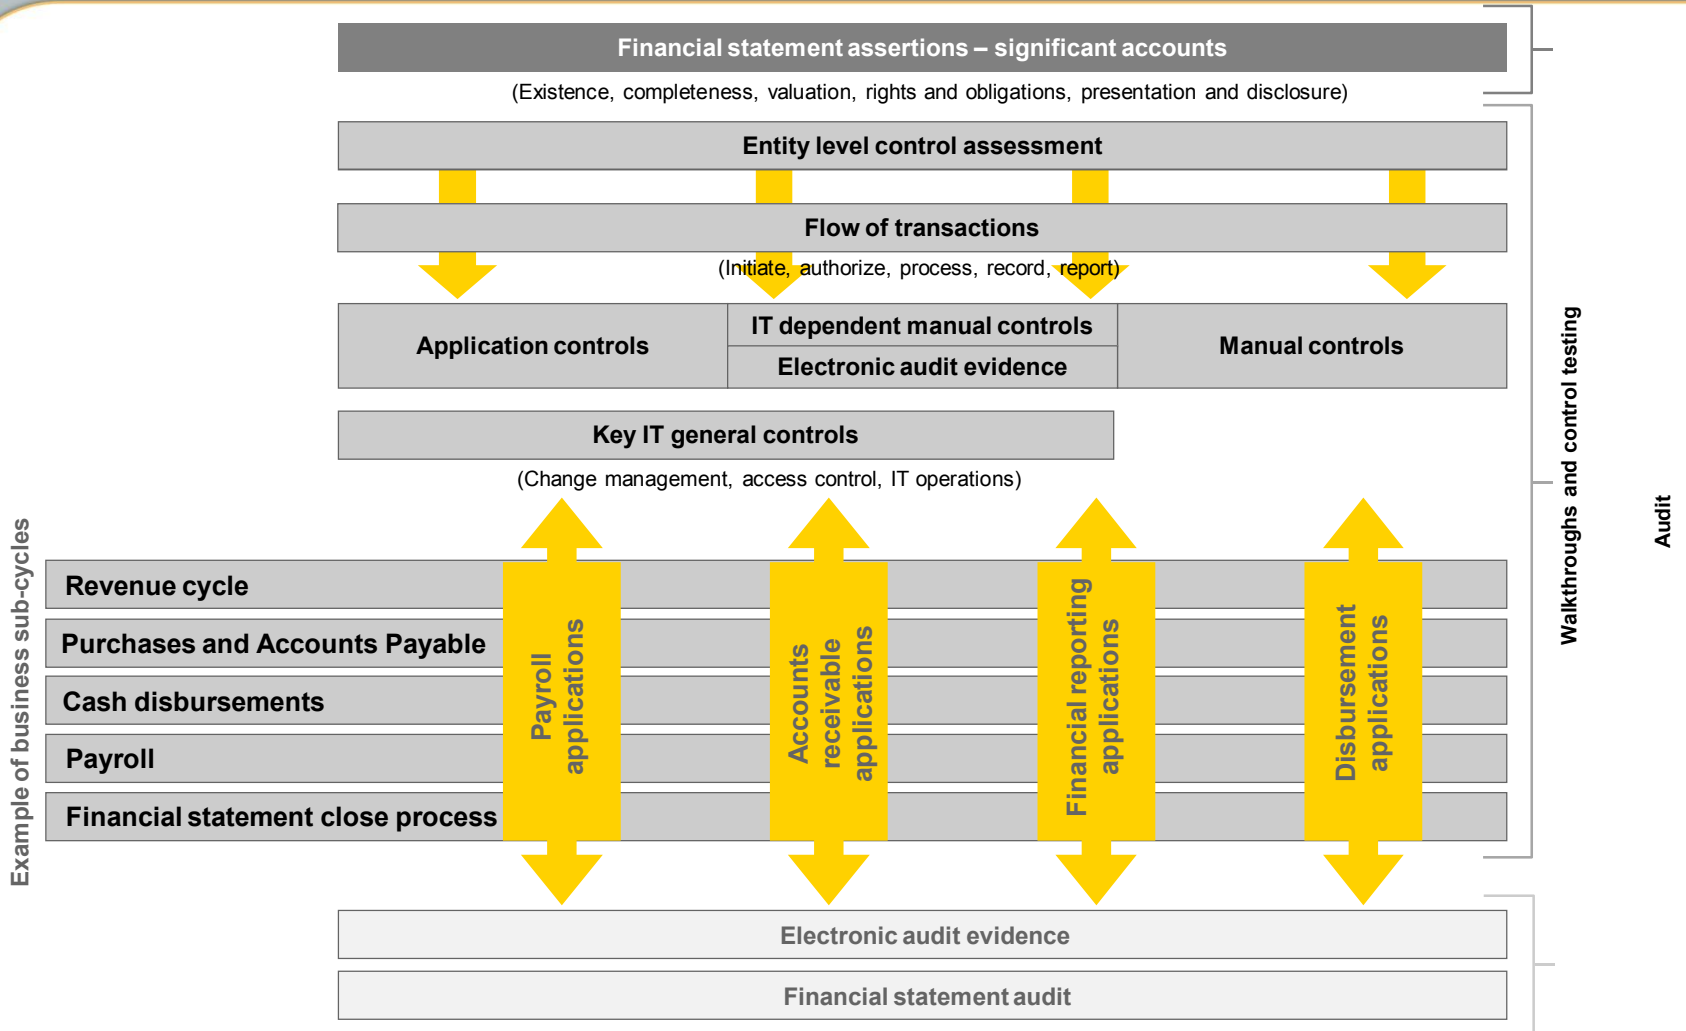 Financial statement assertions – significant accounts
(Existence, completeness, valuation, rights and obligations, presentation and disclosure)
Entity level control assessment
Flow of transactions
(Initiate, authorize, process, record, report)
Application controls
IT dependent manual controls
Electronic audit evidence
Manual controls
Key IT general controls
(Change management, access control, IT operations)
Example of business sub-cycles
Revenue cycle
Purchases and Accounts Payable
Cash disbursements
Payroll
Financial statement close process
Payroll
applications
Accounts
receivable
applications
Financial reporting
applications
Disbursement
applications
Electronic audit evidence
Financial statement audit
Walkthroughs and control testing
Audit